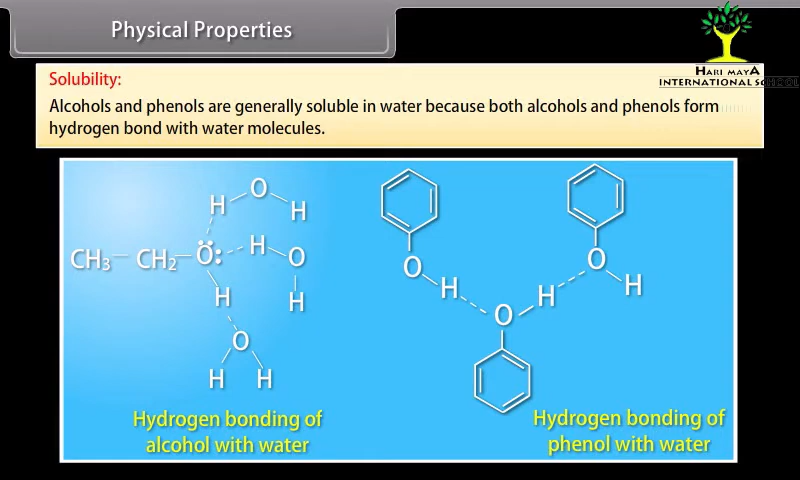 Physical Properties
HARI MAYA
INTERNATIONAL SCHOOL
Solubility:
Alcohols and phenols are generally soluble in water because both alcohols and phenols form
hydrogen bond with water molecules.
H O H
CH3 CH2 O H O
H
H
O
H H
O H
O H
O H
Hydrogen bonding of
alcohol with water
Hydrogen bonding of
phenol with water